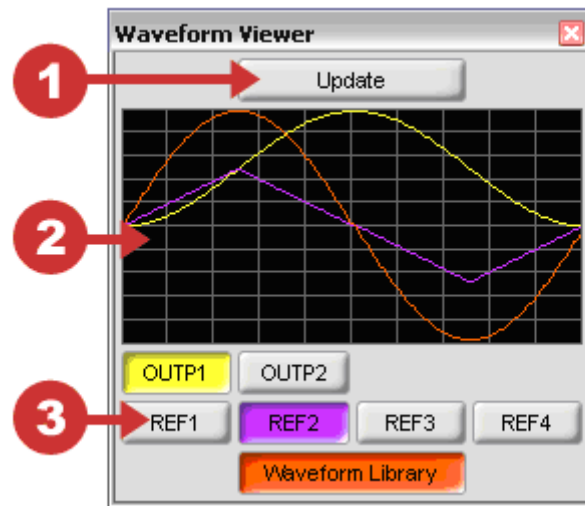 Waveform Viewer
1
Update
2
OUTP1 OUTP2
3
REF1 REF2 REF3 REF4
Waveform Library